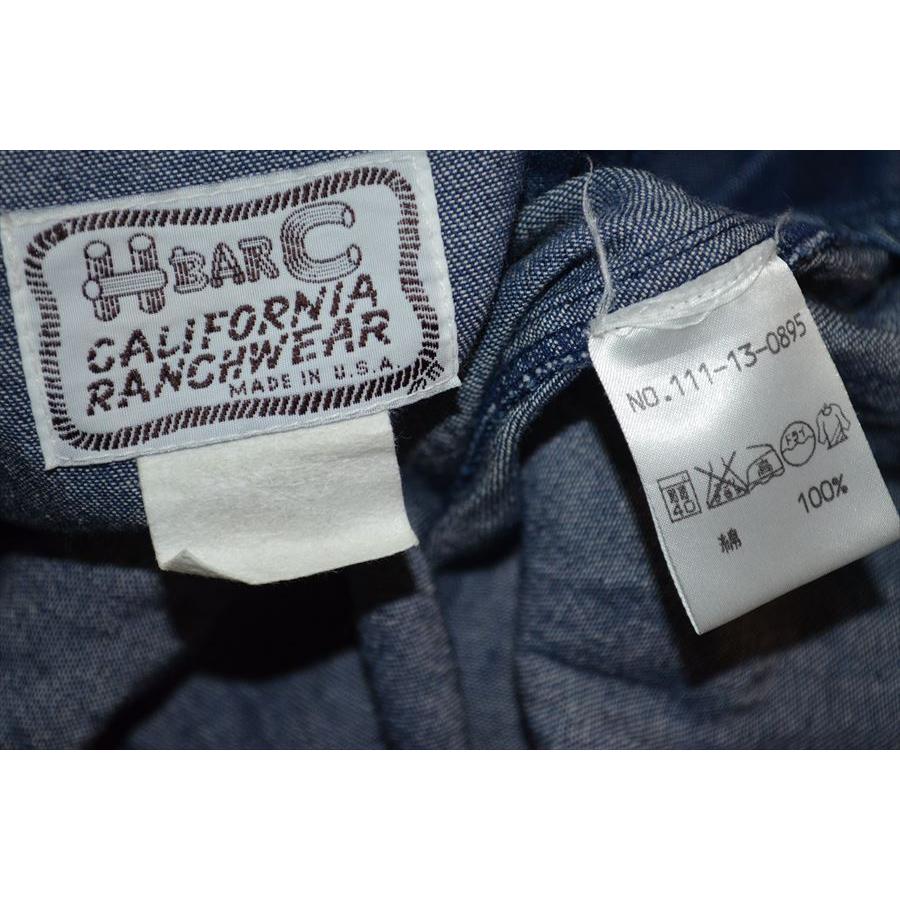 H BAR C
CALIFORNIA
RANCHWEAR
MADE IN U.S.A.
NO.111-13-0895
40
綿 100%